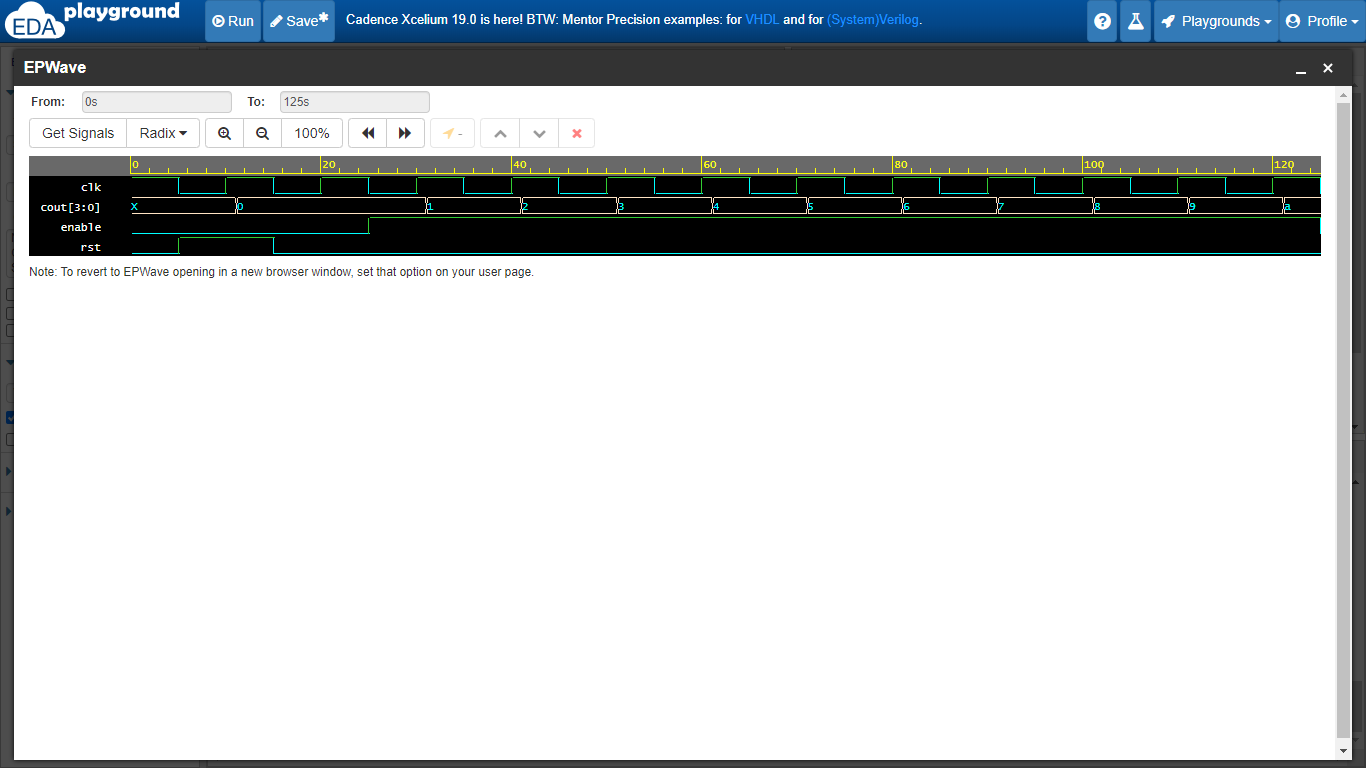 EDA playground
Run
Save*
Cadence Xcelium 19.0 is here! BTW: Mentor Precision examples: for VHDL and for (System)Verilog.
Playgrounds
Profile
EPWave
From: 0s To: 125s
Get Signals Radix 100% -
0 20 40 60 80 100 120
clk
cout[3:0] X 0 1 2 3 4 5 6 7 8 9 a
enable
rst
Note: To revert to EPWave opening in a new browser window, set that option on your user page.